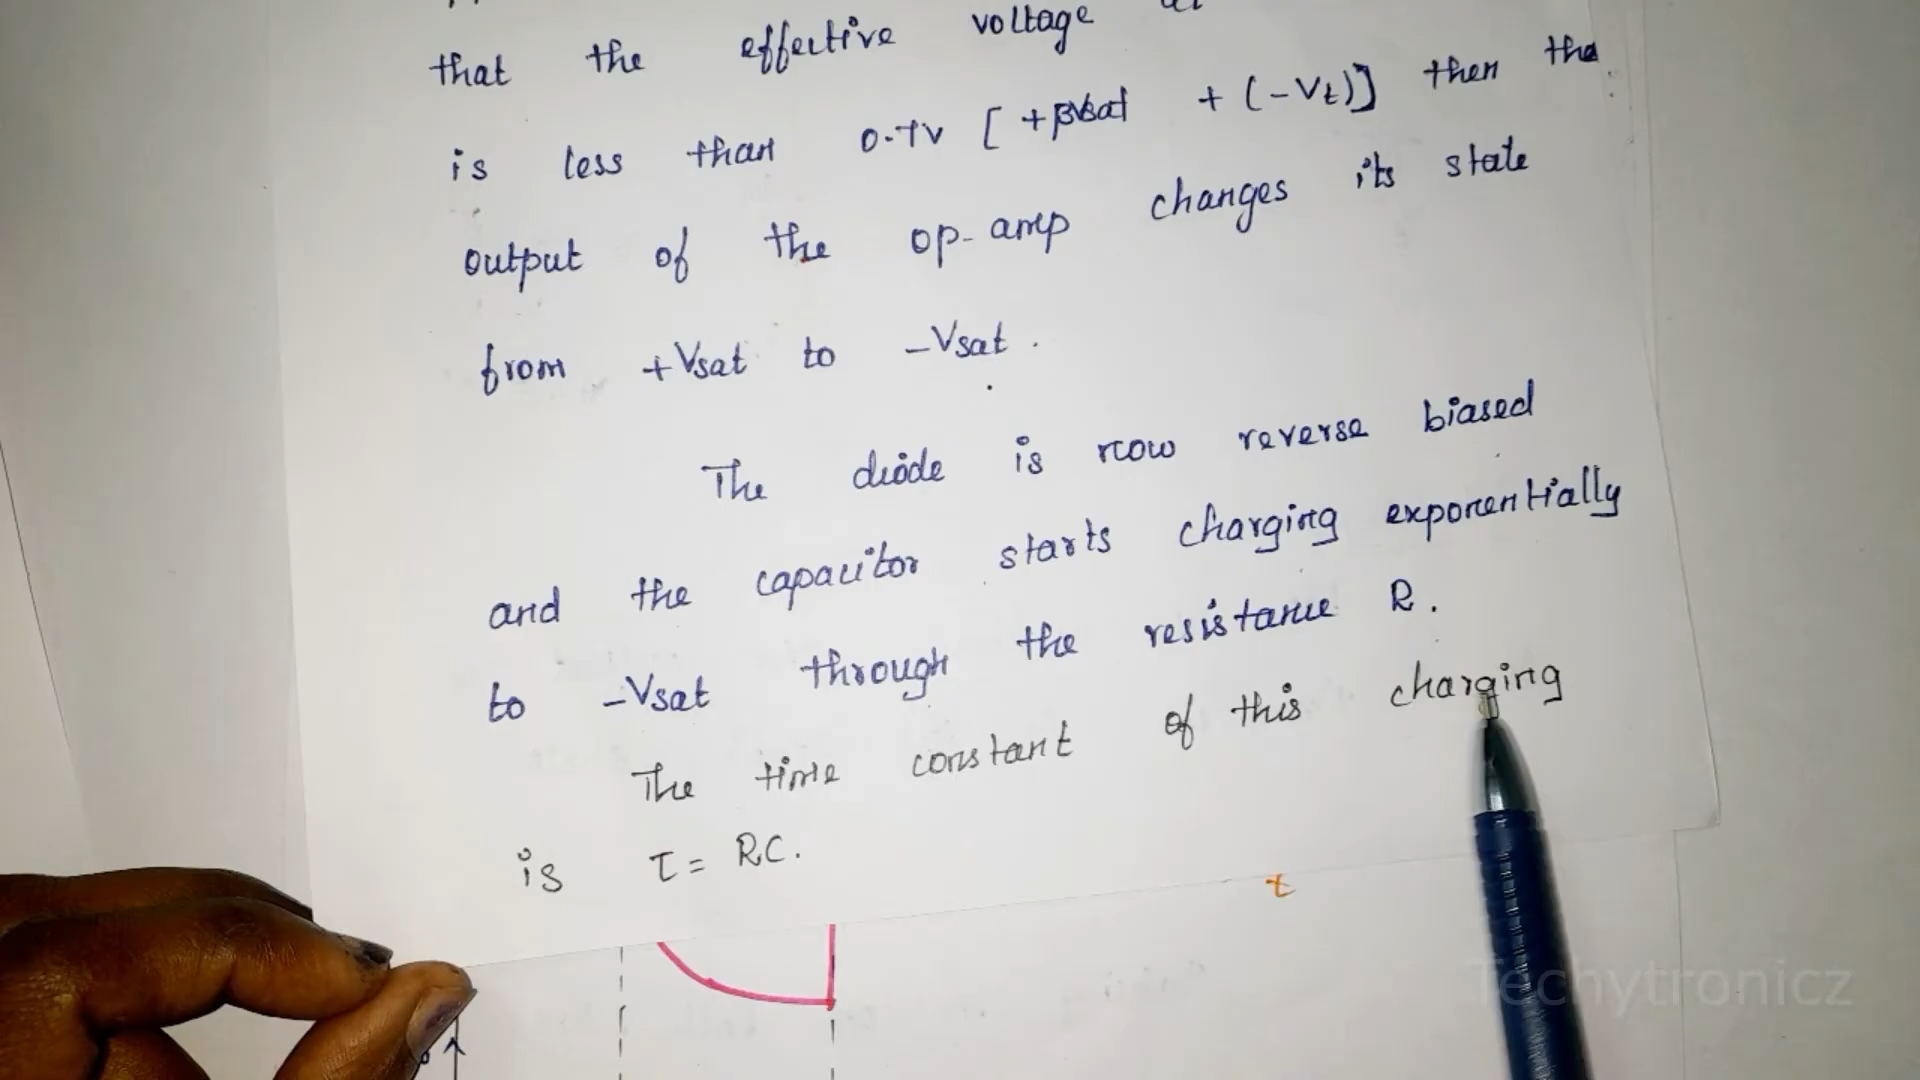 that the effective voltage
is less than 0.7V [+βVsat + (-Vt)] then the
output of the op-amp changes its state
from +Vsat to -Vsat.
The diode is now reverse biased
and the capacitor starts charging exponentially
to -Vsat through the resistance R.
The time constant of this charging
is τ = RC.
t
Techytronicz